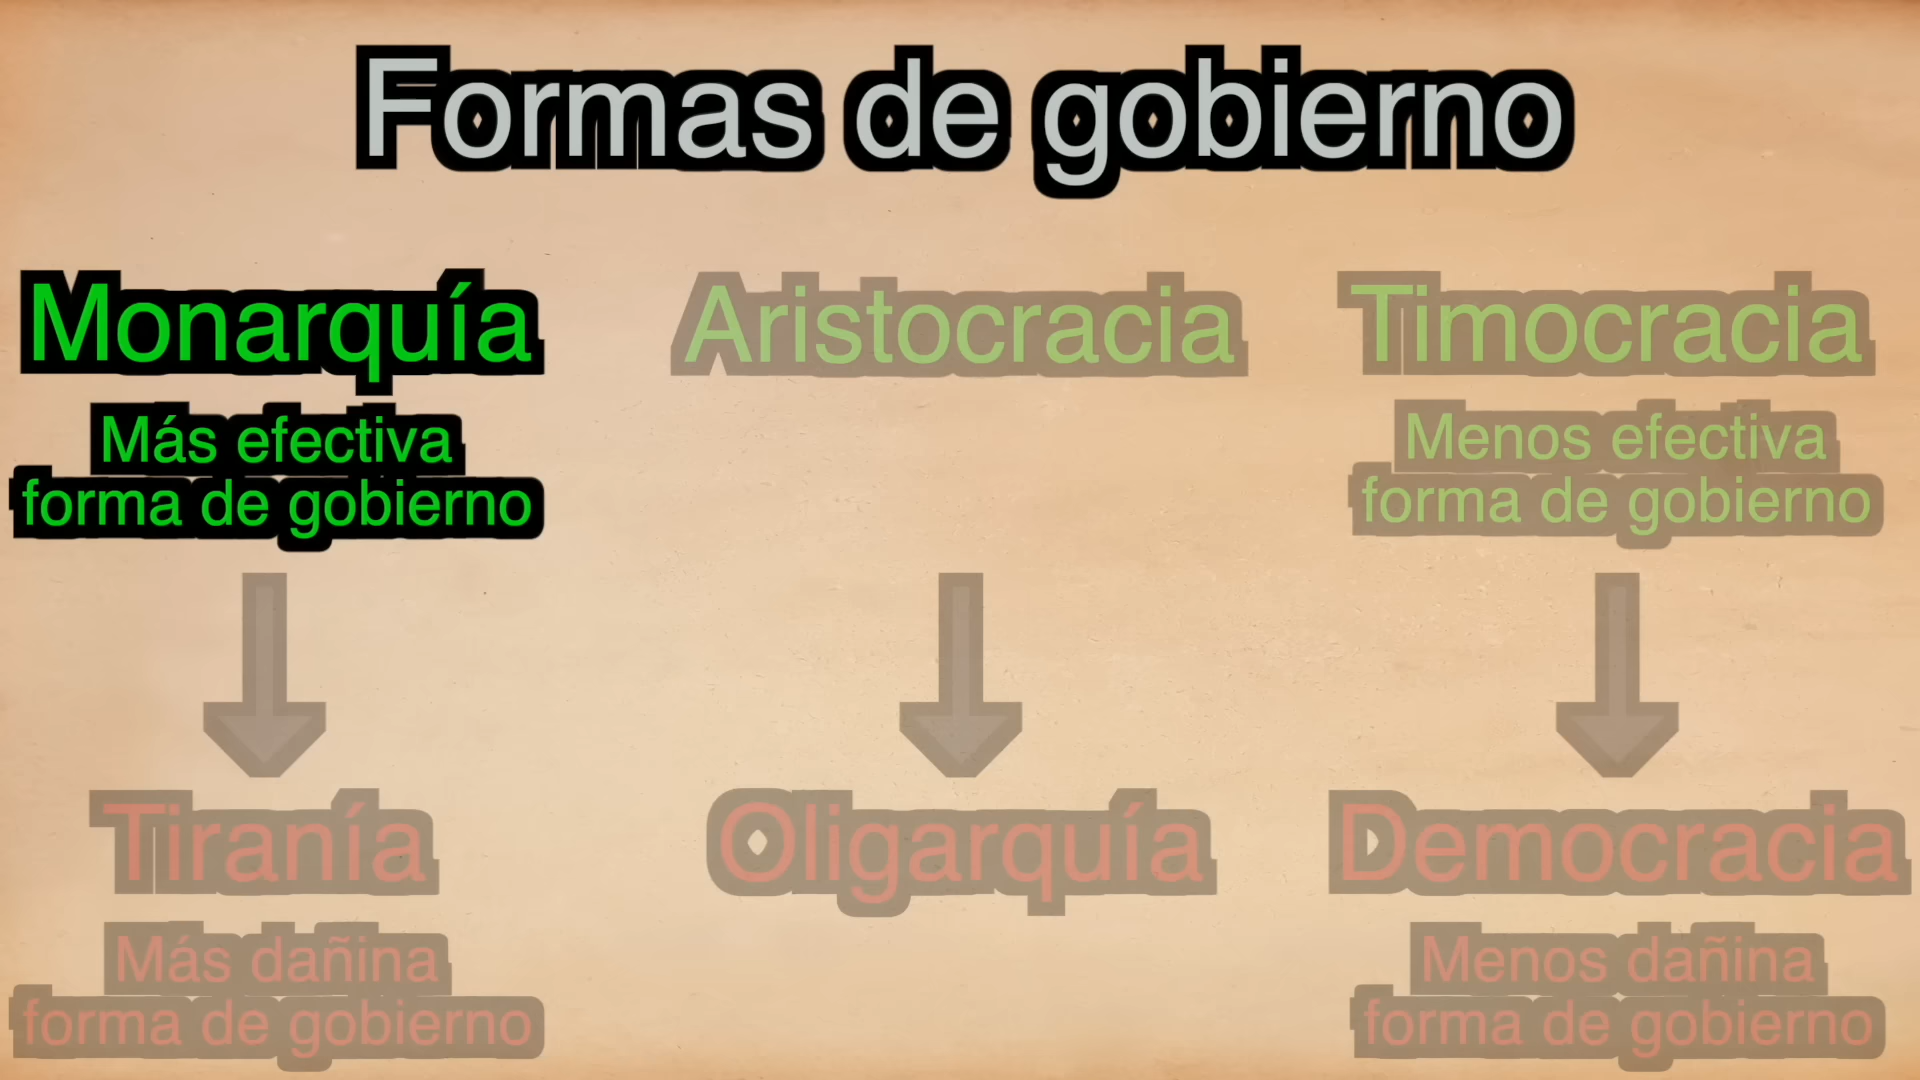 Formas de gobierno
Monarquía
Aristocracia
Timocracia
Más efectiva
forma de gobierno
Menos efectiva
forma de gobierno
Tiranía
Oligarquía
Democracia
Más dañina
forma de gobierno
Menos dañina
forma de gobierno